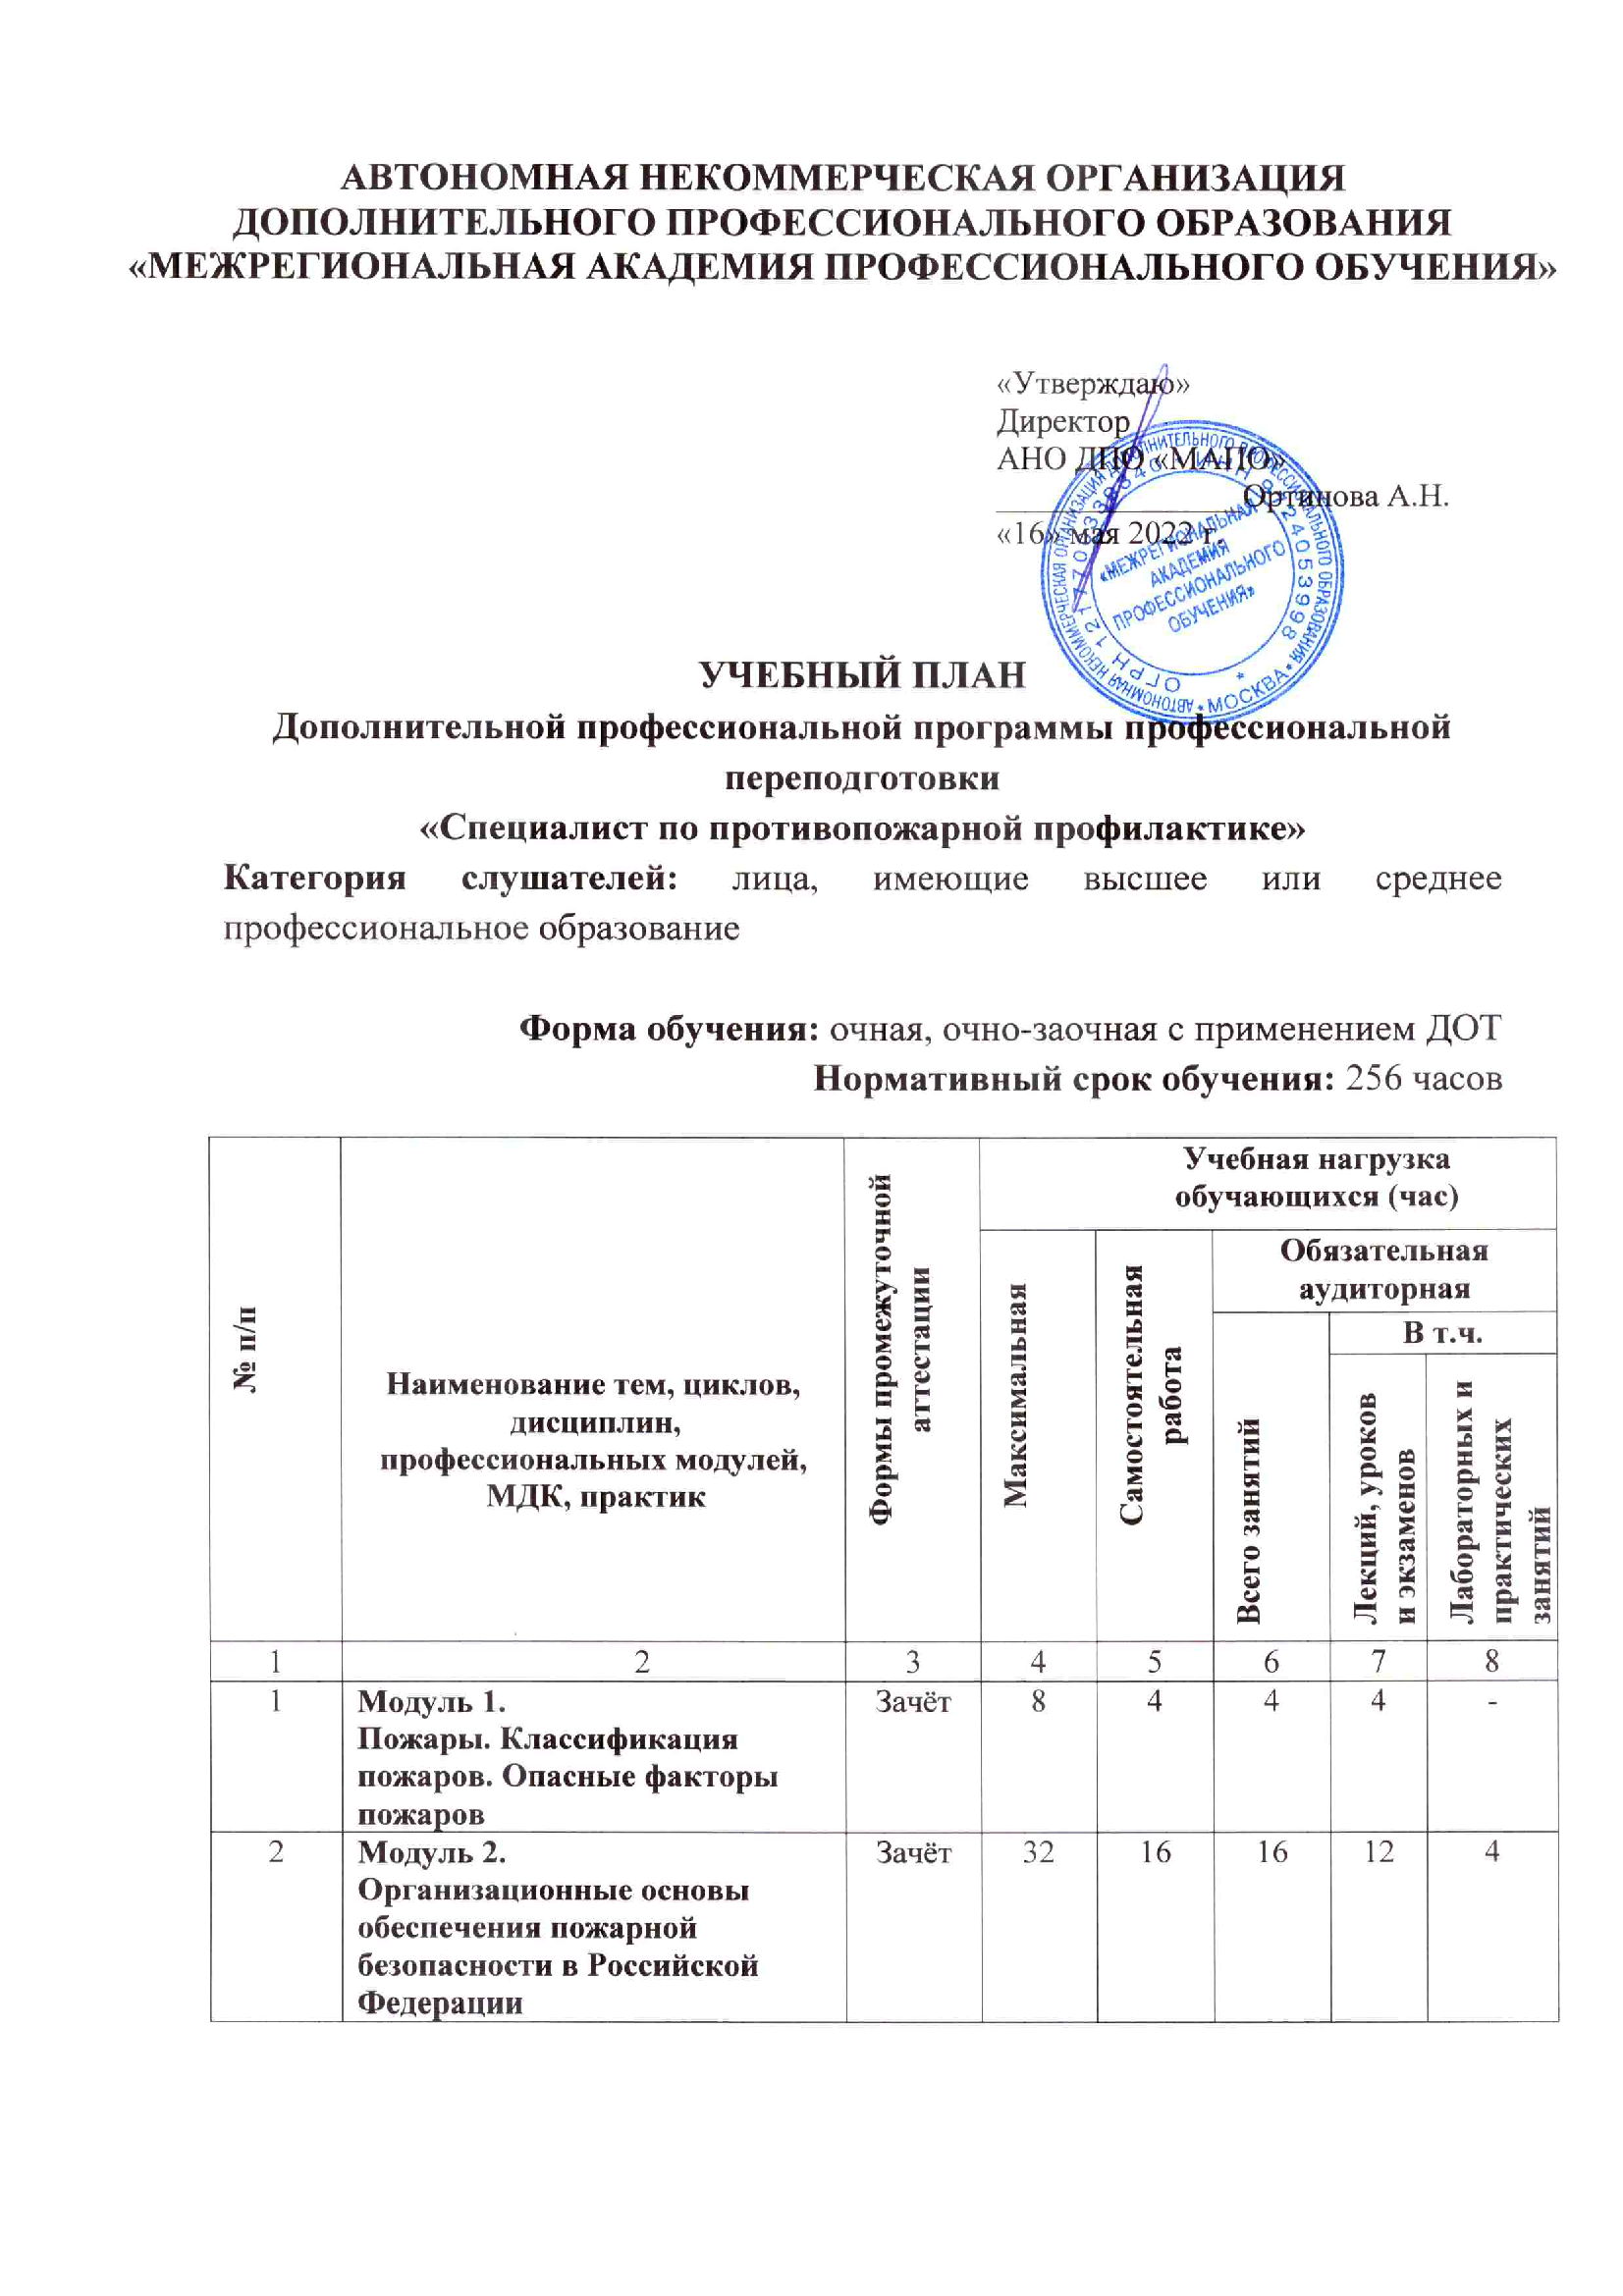 АВТОНОМНАЯ НЕКОММЕРЧЕСКАЯ ОРГАНИЗАЦИЯ
ДОПОЛНИТЕЛЬНОГО ПРОФЕССИОНАЛЬНОГО ОБРАЗОВАНИЯ
«МЕЖРЕГИОНАЛЬНАЯ АКАДЕМИЯ ПРОФЕССИОНАЛЬНОГО ОБУЧЕНИЯ»
«Утверждаю»
Директор
АНО ДПО «МАПО»
Ортинова А.Н.
«16» мая 2022 г.
АВТОНОМНАЯ НЕКОММЕРЧЕСКАЯ ОРГАНИЗАЦИЯ ДОПОЛНИТЕЛЬНОГО ПРОФЕССИОНАЛЬНОГО ОБРАЗОВАНИЯ
* МОСКВА *
ОГРН
ИНН
«МЕЖРЕГИОНАЛЬНАЯ
АКАДЕМИЯ
ПРОФЕССИОНАЛЬНОГО
ОБУЧЕНИЯ»
УЧЕБНЫЙ ПЛАН
Дополнительной профессиональной программы профессиональной
переподготовки
«Специалист по противопожарной профилактике»
Категория слушателей: лица, имеющие высшее или среднее
профессиональное образование
Форма обучения: очная, очно-заочная с применением ДОТ
Нормативный срок обучения: 256 часов
№ п/п
Наименование тем, циклов,
дисциплин,
профессиональных модулей,
МДК, практик
Формы промежуточной
аттестации
Учебная нагрузка
обучающихся (час)
Максимальная
Самостоятельная
работа
Обязательная
аудиторная
Всего занятий
В т.ч.
Лекций, уроков
и экзаменов
Лабораторных и
практических
занятий
1 2 3 4 5 6 7 8
1 Модуль 1. Зачёт 8 4 4 4 -
Пожары. Классификация
пожаров. Опасные факторы
пожаров
2 Модуль 2. Зачёт 32 16 16 12 4
Организационные основы
обеспечения пожарной
безопасности в Российской
Федерации